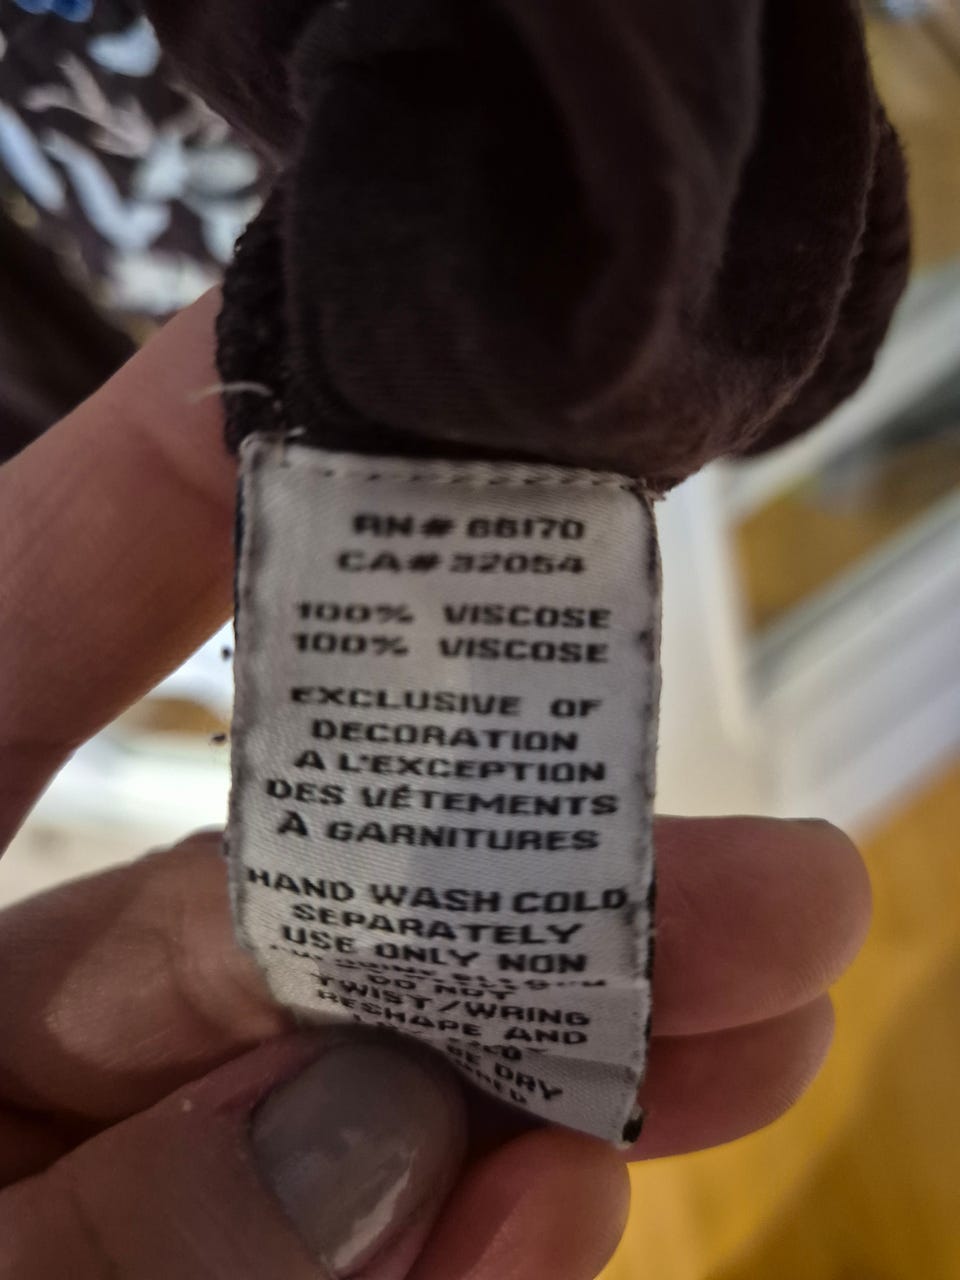 RN# 66170
CA# 32054
100% VISCOSE
100% VISCOSE
EXCLUSIVE OF
DECORATION
A L'EXCEPTION
DES VÊTEMENTS
À GARNITURES
HAND WASH COLD
SEPARATELY
USE ONLY NON
DO NOT
TWIST/WRING
RESHAPE AND
BE DRY